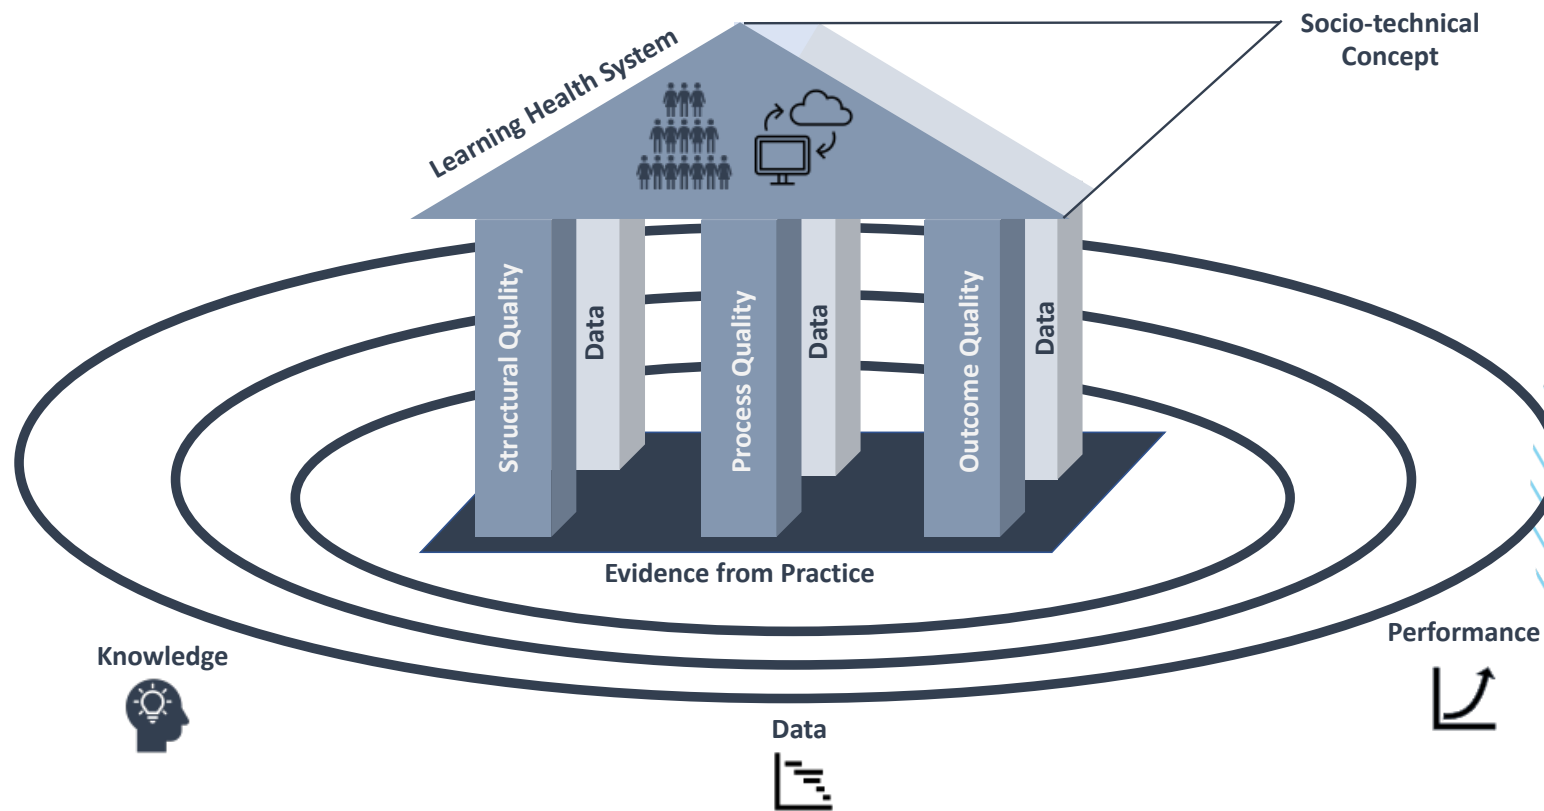 Socio-technical
Concept
Learning Health System
Structural Quality
Data
Process Quality
Data
Outcome Quality
Data
Evidence from Practice
Knowledge
Data
Performance